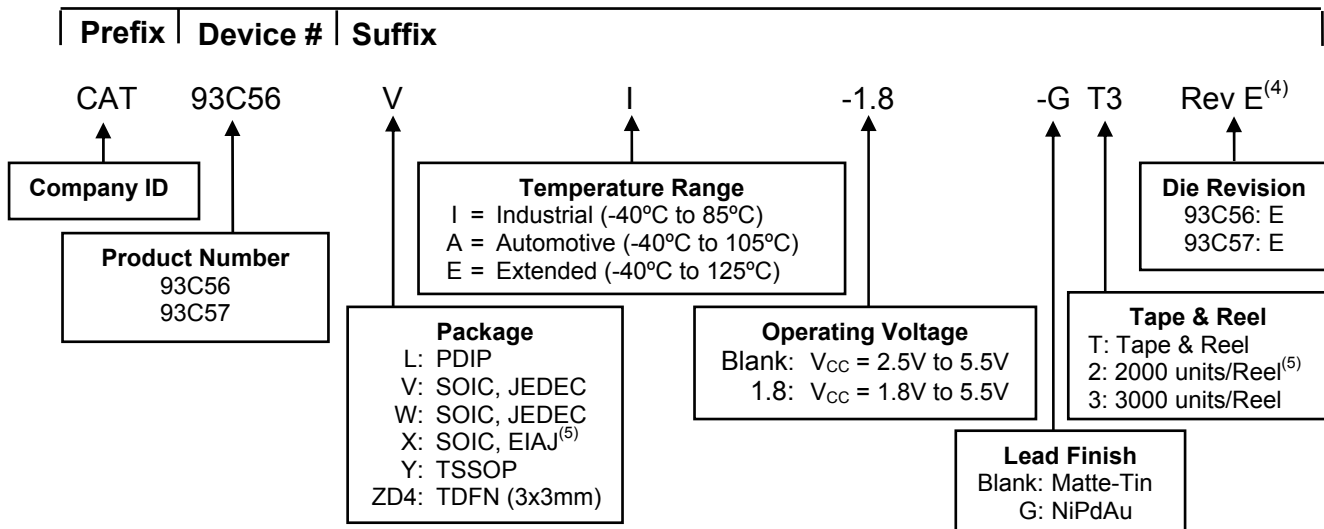 Prefix Device # Suffix
CAT 93C56 V I -1.8 -G T3 Rev E(4)
Company ID
Product Number
93C56
93C57
Temperature Range
I = Industrial (-40ºC to 85ºC)
A = Automotive (-40ºC to 105ºC)
E = Extended (-40ºC to 125ºC)
Die Revision
93C56: E
93C57: E
Package
L: PDIP
V: SOIC, JEDEC
W: SOIC, JEDEC
X: SOIC, EIAJ(5)
Y: TSSOP
ZD4: TDFN (3x3mm)
Operating Voltage
Blank: VCC = 2.5V to 5.5V
1.8: VCC = 1.8V to 5.5V
Tape & Reel
T: Tape & Reel
2: 2000 units/Reel(5)
3: 3000 units/Reel
Lead Finish
Blank: Matte-Tin
G: NiPdAu